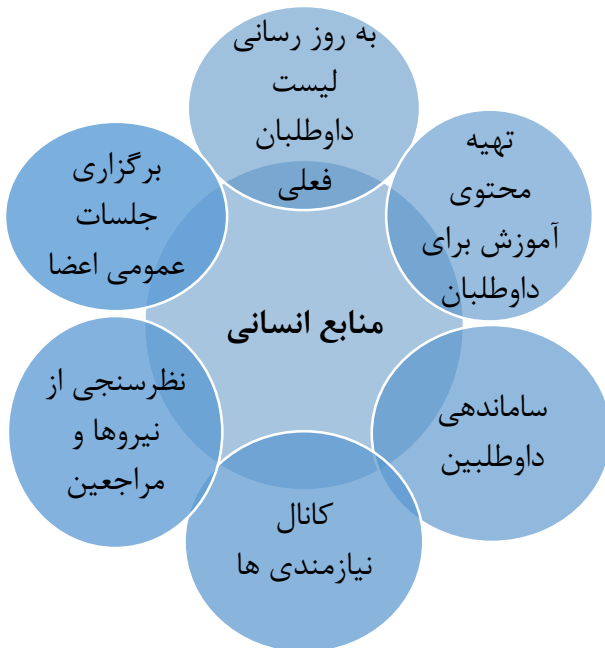 به روز رسانی
لیست
داوطلبان
فعلی
تهیه
محتوی
آموزش برای
داوطلبان
ساماندهی
داوطلبین
کانال
نیازمندی ها
نظرسنجی از
نیروها و
مراجعین
برگزاری
جلسات
عمومی اعضا
منابع انسانی